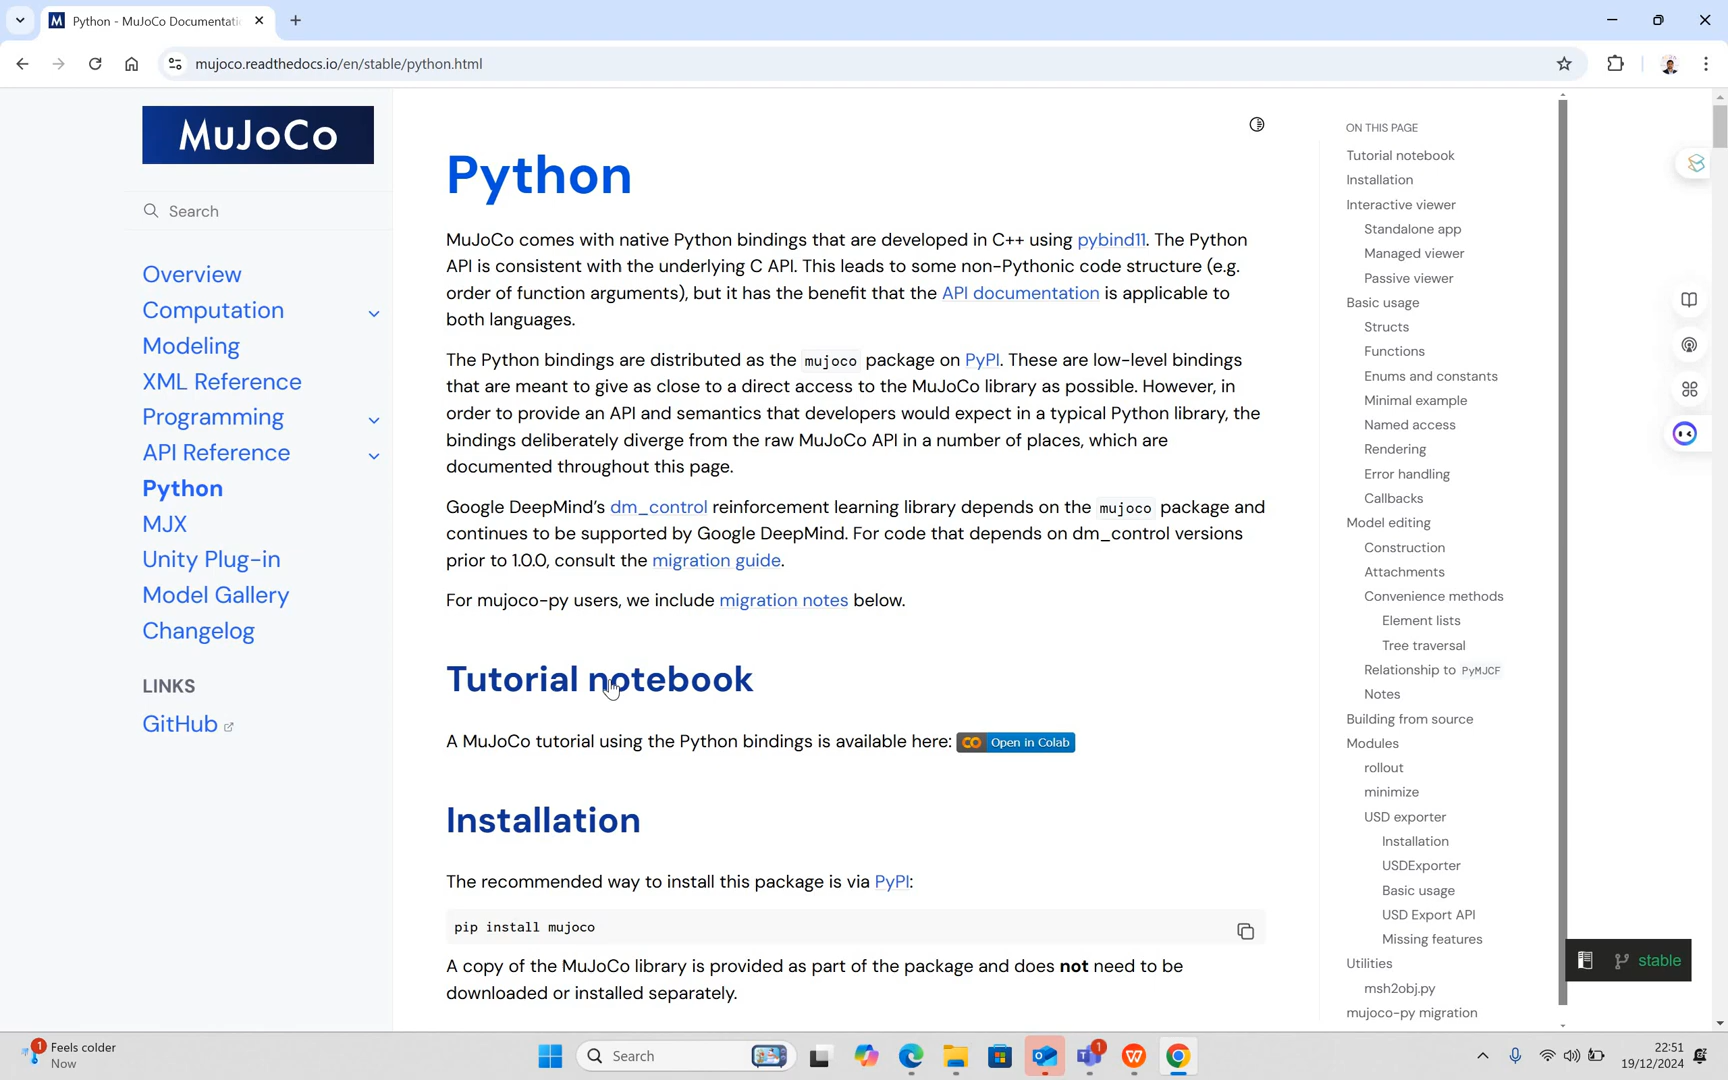 M Python - MuJoCo Documentati
mujoco.readthedocs.io/en/stable/python.html
MuJoCo
Search
Overview
Computation
Modeling
XML Reference
Programming
API Reference
Python
MJX
Unity Plug-in
Model Gallery
Changelog
LINKS
GitHub
Python
MuJoCo comes with native Python bindings that are developed in C++ using pybind11. The Python
API is consistent with the underlying C API. This leads to some non-Pythonic code structure (e.g.
order of function arguments), but it has the benefit that the API documentation is applicable to
both languages.
The Python bindings are distributed as the mujoco package on PyPI. These are low-level bindings
that are meant to give as close to a direct access to the MuJoCo library as possible. However, in
order to provide an API and semantics that developers would expect in a typical Python library, the
bindings deliberately diverge from the raw MuJoCo API in a number of places, which are
documented throughout this page.
Google DeepMind's dm_control reinforcement learning library depends on the mujoco package and
continues to be supported by Google DeepMind. For code that depends on dm_control versions
prior to 1.0.0, consult the migration guide.
For mujoco-py users, we include migration notes below.
Tutorial notebook
A MuJoCo tutorial using the Python bindings is available here: CO Open in Colab
Installation
The recommended way to install this package is via PyPI:
pip install mujoco
A copy of the MuJoCo library is provided as part of the package and does not need to be
downloaded or installed separately.
ON THIS PAGE
Tutorial notebook
Installation
Interactive viewer
Standalone app
Managed viewer
Passive viewer
Basic usage
Structs
Functions
Enums and constants
Minimal example
Named access
Rendering
Error handling
Callbacks
Model editing
Construction
Attachments
Convenience methods
Element lists
Tree traversal
Relationship to PyMJCF
Notes
Building from source
Modules
rollout
minimize
USD exporter
Installation
USDExporter
Basic usage
USD Export API
Missing features
Utilities
msh2obj.py
mujoco-py migration
stable
1
Feels colder
Now
Search
1
W
22:51
19/12/2024